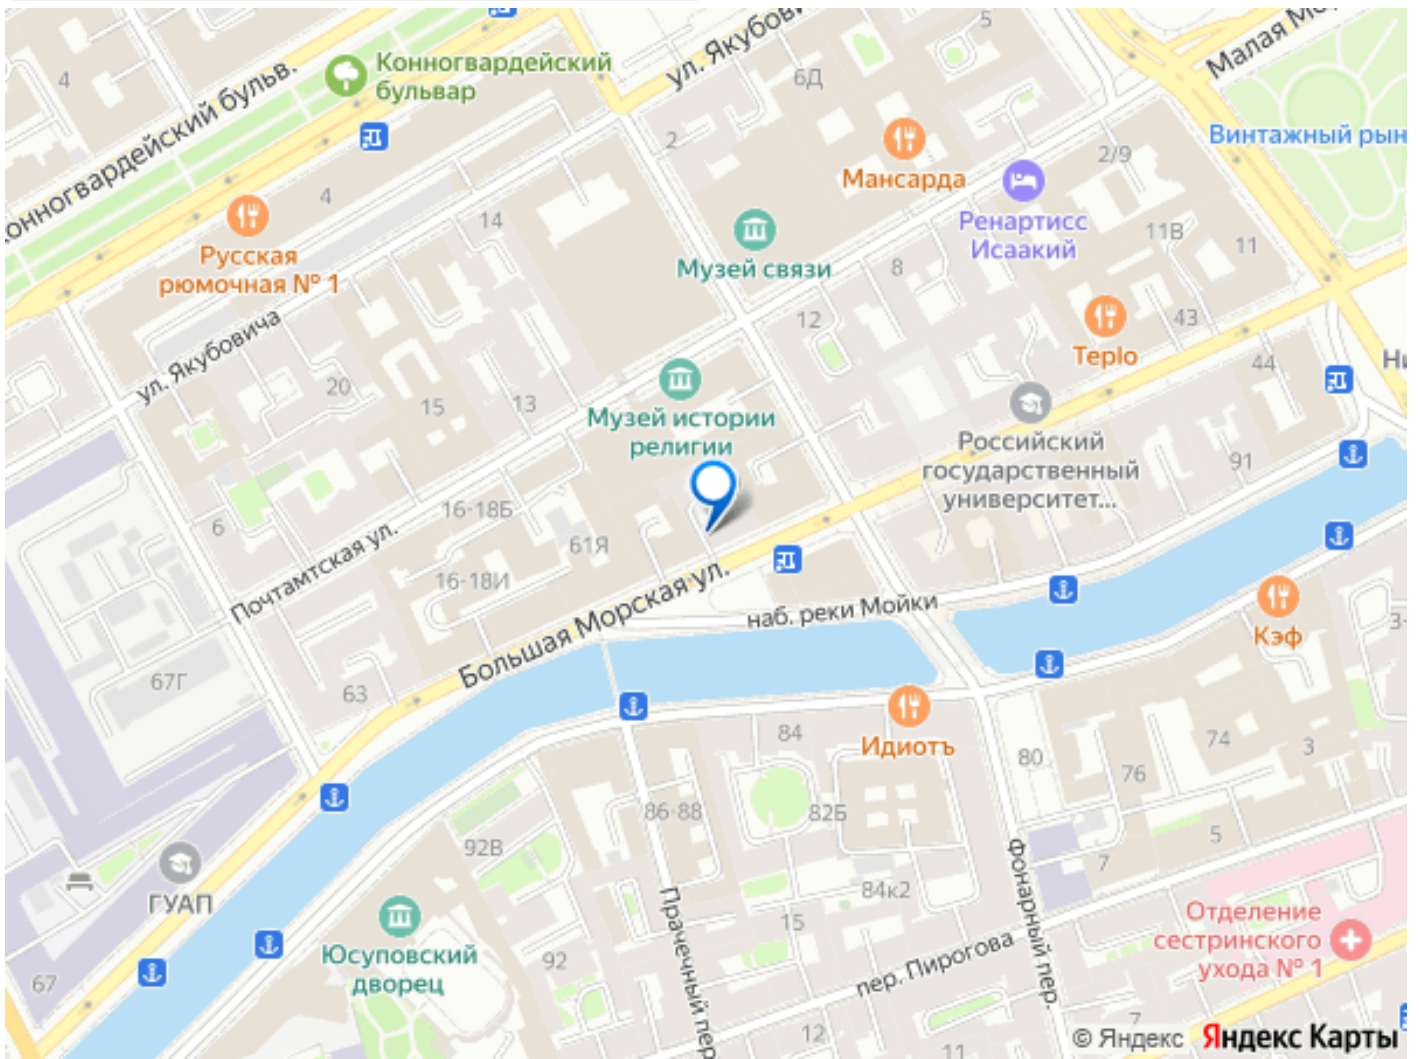 Конногвардейский
бульвар
Конногвардейский бульв.
ул. Якубовича
Малая Мо
5
4
6Д
2
Мансарда
2/9
Винтажный рын
Русская
рюмочная № 1
4
14
Музей связи
Ренартисс
Исаакий
11В
11
8
12
43
Teplo
44
Ни
ул. Якубовича
20
15
13
Музей истории
религии
Российский
государственный
университет...
91
16-18Б
6
61Я
Почтамтская ул.
16-18И
Большая Морская ул.
наб. реки Мойки
Кэф
3-
67Г
63
84
Идиотъ
80
74
3
76
86-88
82Б
5
92В
7
ГУАП
84к2
Прачечный пер
Фонарный пер.
15
Отделение
сестринского
ухода № 1
Юсуповский
дворец
92
пер. Пирогова
67
12
11
7
© Яндекс Яндекс Карты